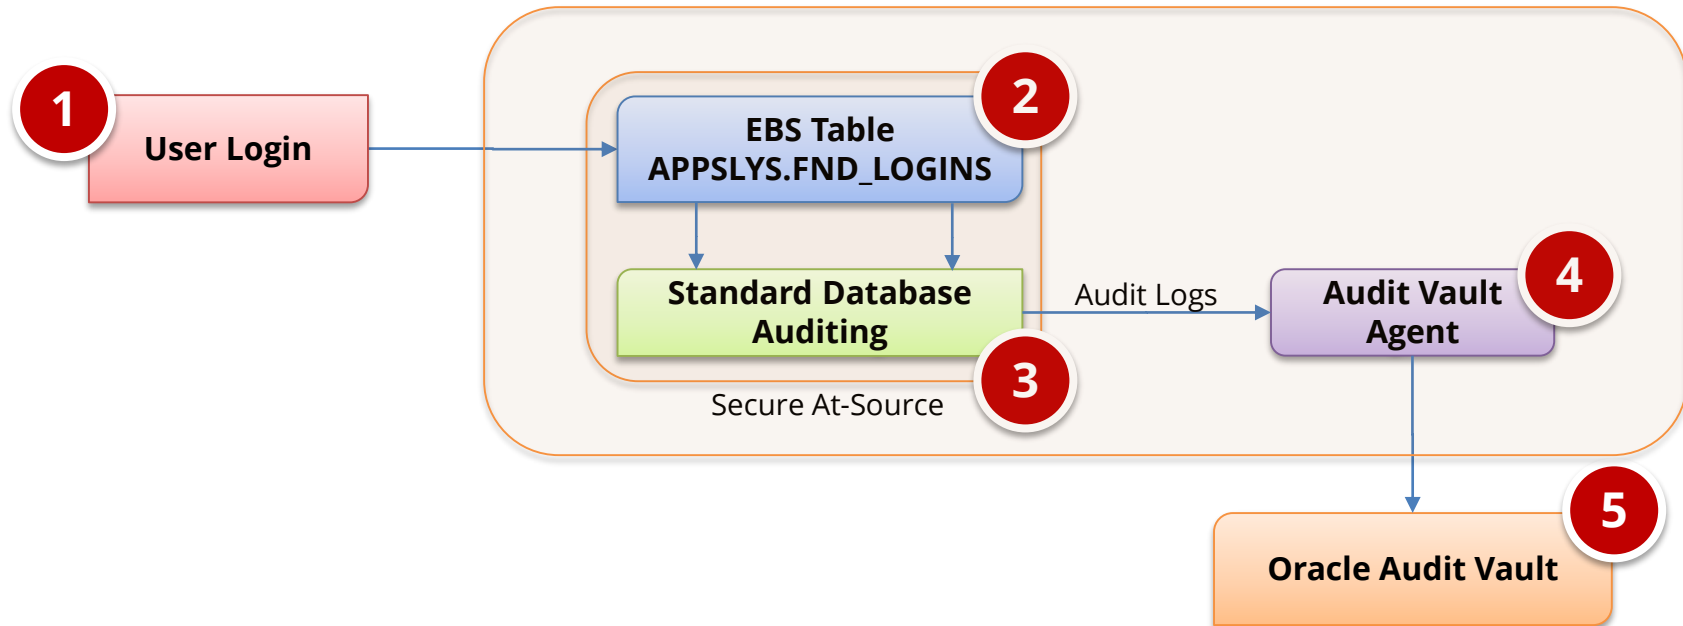 1
User Login
2
EBS Table
APPSLYS.FND_LOGINS
Standard Database
Auditing
3
Secure At-Source
Audit Logs
4
Audit Vault
Agent
5
Oracle Audit Vault